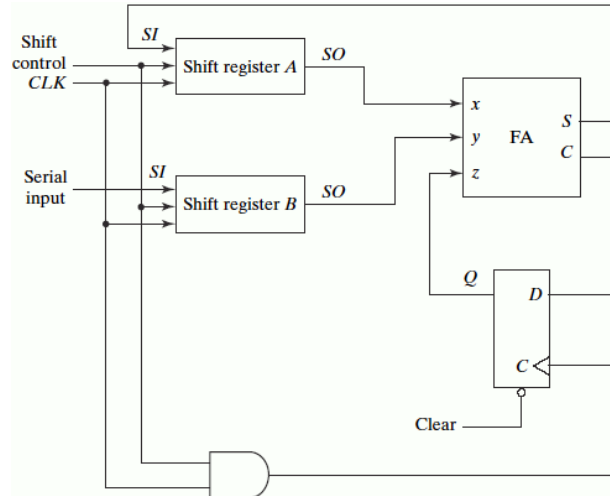 SI
Shift
control
CLK
Shift register A
SO
x
y
z
FA
S
C
Serial
input
SI
Shift register B
SO
Q
D
C
Clear